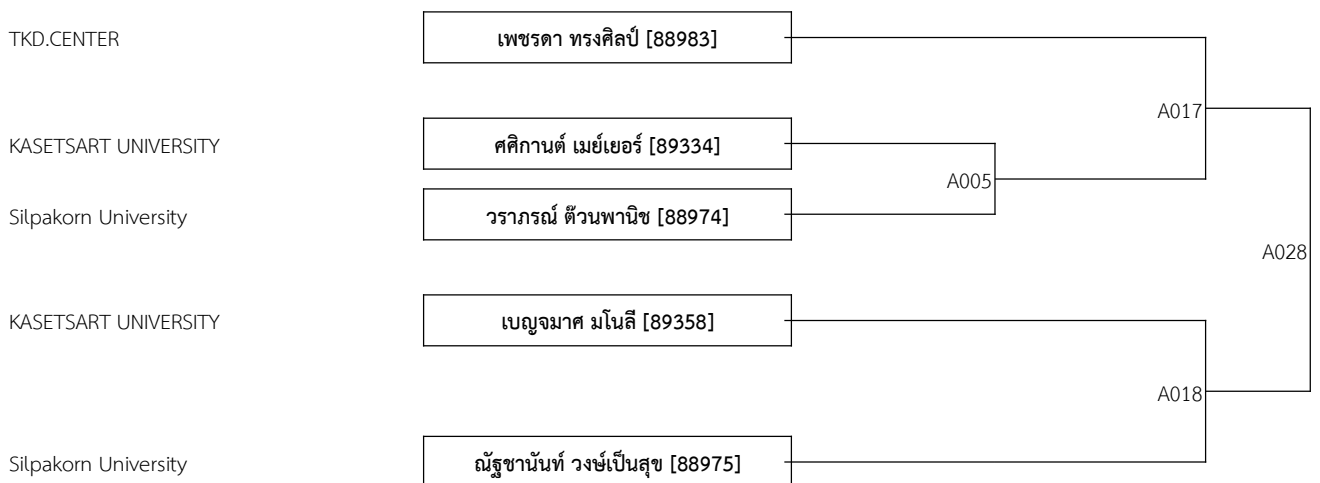 TKD.CENTER
เพชรดา ทรงศิลป์ [88983]
A017
KASETSART UNIVERSITY
ศศิกานต์ เมย์เยอร์ [89334]
A005
Silpakorn University
วราภรณ์ ต๊วนพานิช [88974]
A028
KASETSART UNIVERSITY
เบญจมาศ มโนลี [89358]
A018
Silpakorn University
ณัฐชานันท์ วงษ์เป็นสุข [88975]